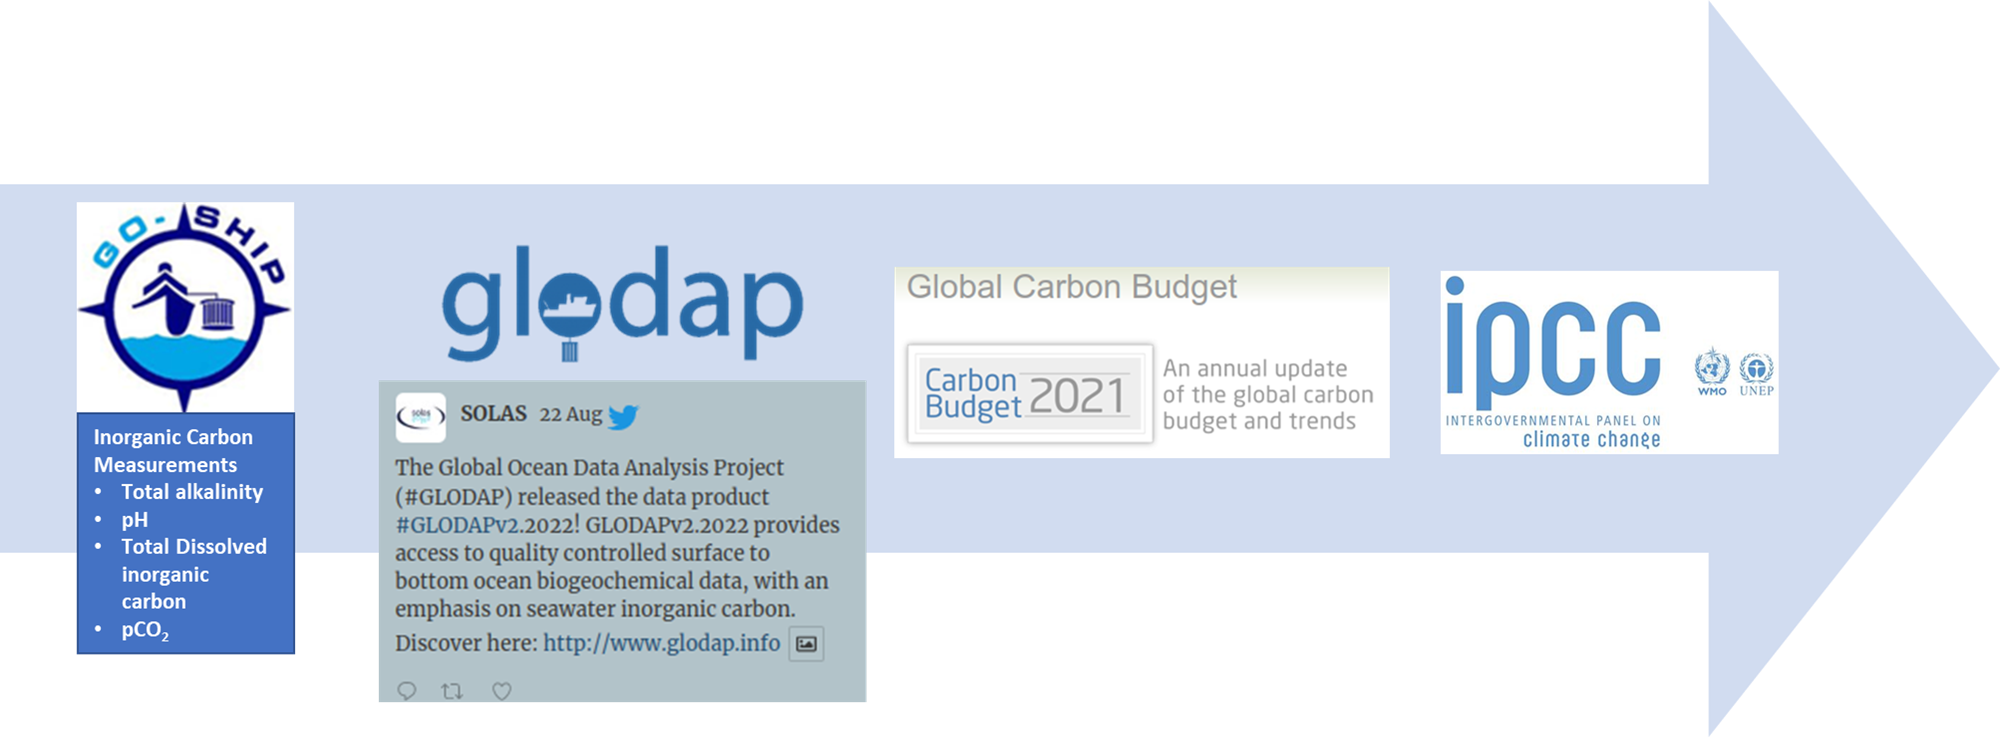 GO-SHIP
Inorganic Carbon
Measurements
• Total alkalinity
• pH
• Total Dissolved
inorganic
carbon
• pCO₂
glodap
solas
SOLAS 22 Aug
The Global Ocean Data Analysis Project
(#GLODAP) released the data product
#GLODAPv2.2022! GLODAPv2.2022 provides
access to quality controlled surface to
bottom ocean biogeochemical data, with an
emphasis on seawater inorganic carbon.
Discover here: http://www.glodap.info
Global Carbon Budget
Carbon
Budget 2021
An annual update
of the global carbon
budget and trends
ipcc
INTERGOVERNMENTAL PANEL ON
climate change
WMO UNEP